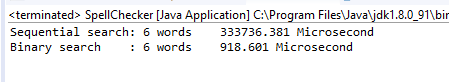 <terminated> SpellChecker [Java Application] C:\Program Files\Java\jdk1.8.0_91\bin
Sequential search: 6 words    333736.381 Microsecond
Binary search    : 6 words    918.601 Microsecond